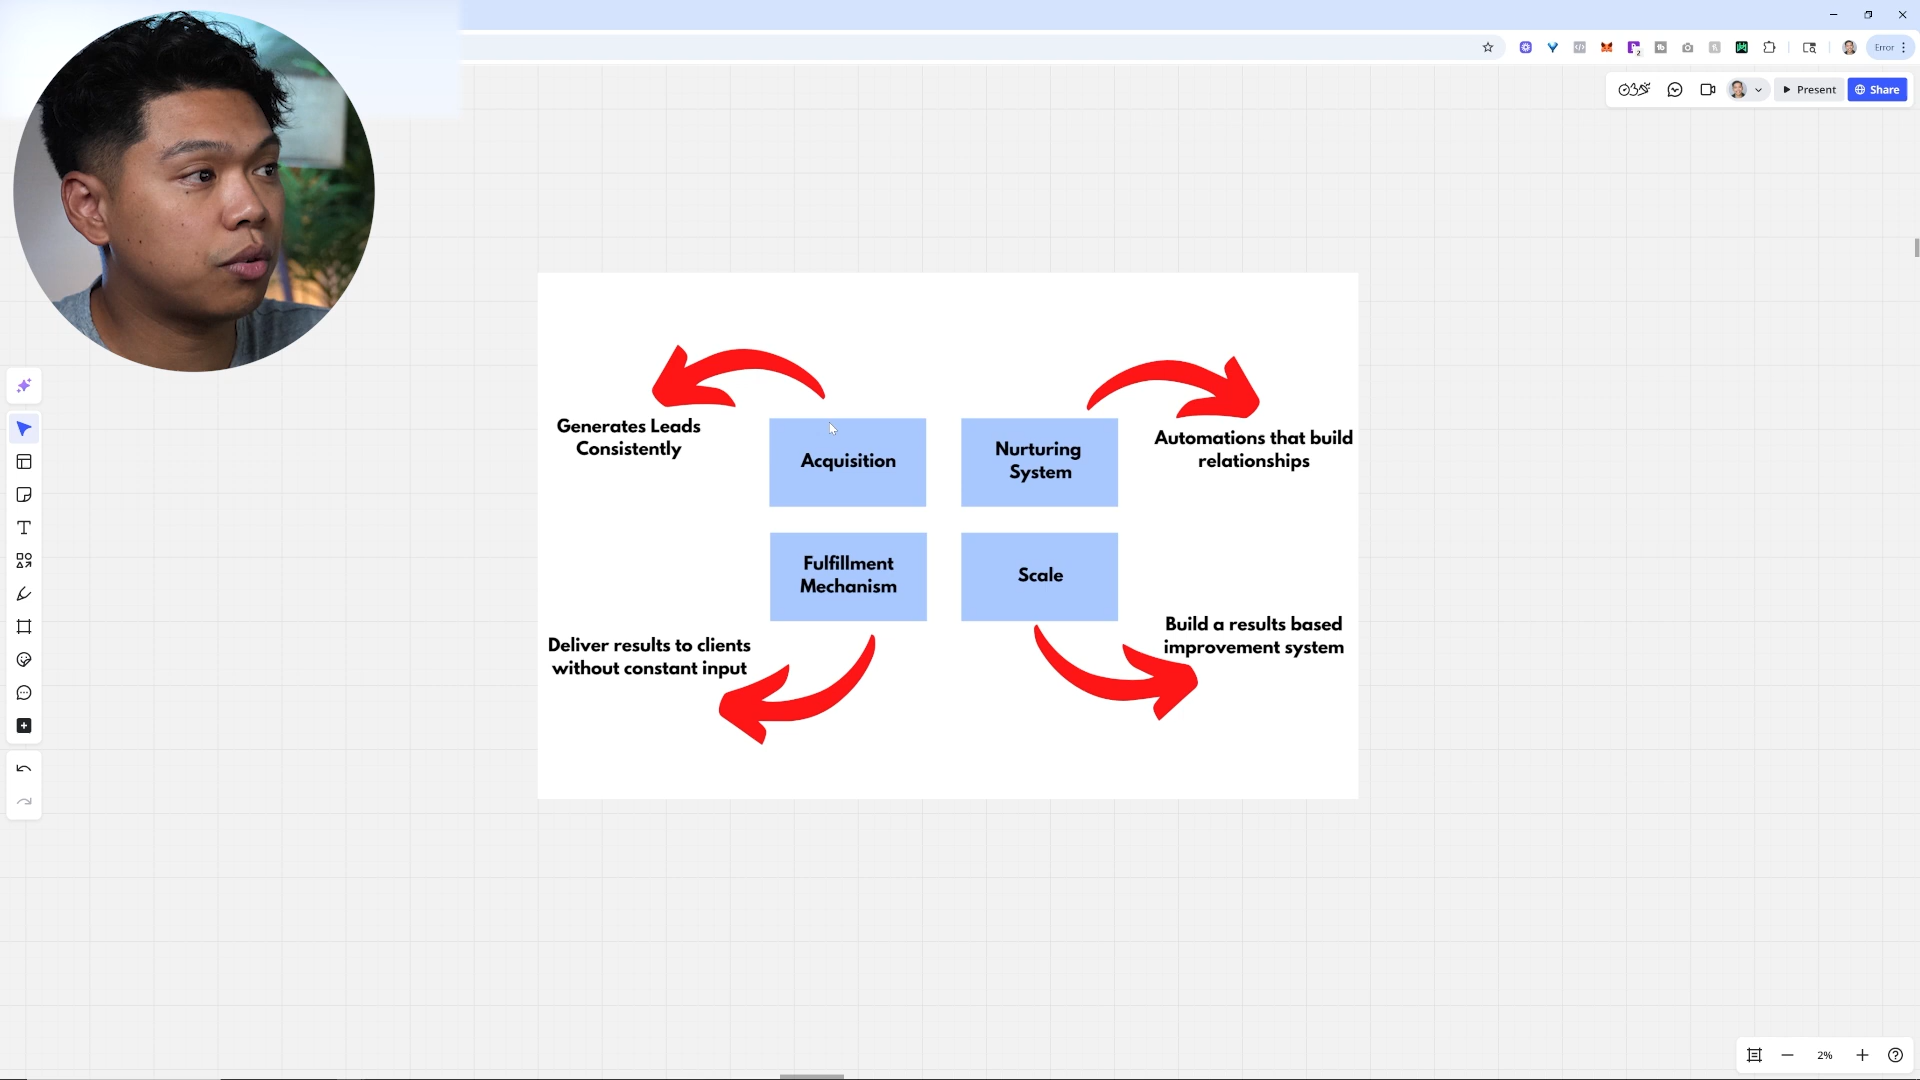 Error
Present
Share
Generates Leads
Consistently
Acquisition
Nurturing
System
Automations that build
relationships
Fulfillment
Mechanism
Scale
Deliver results to clients
without constant input
Build a results based
improvement system
2%